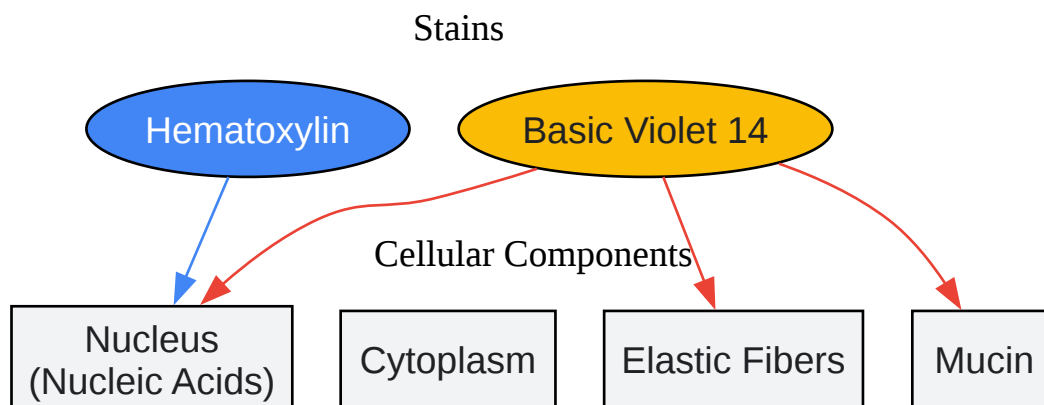 Stains
Hematoxylin
Basic Violet 14
Cellular Components
Nucleus
(Nucleic Acids)
Cytoplasm
Elastic Fibers
Mucin